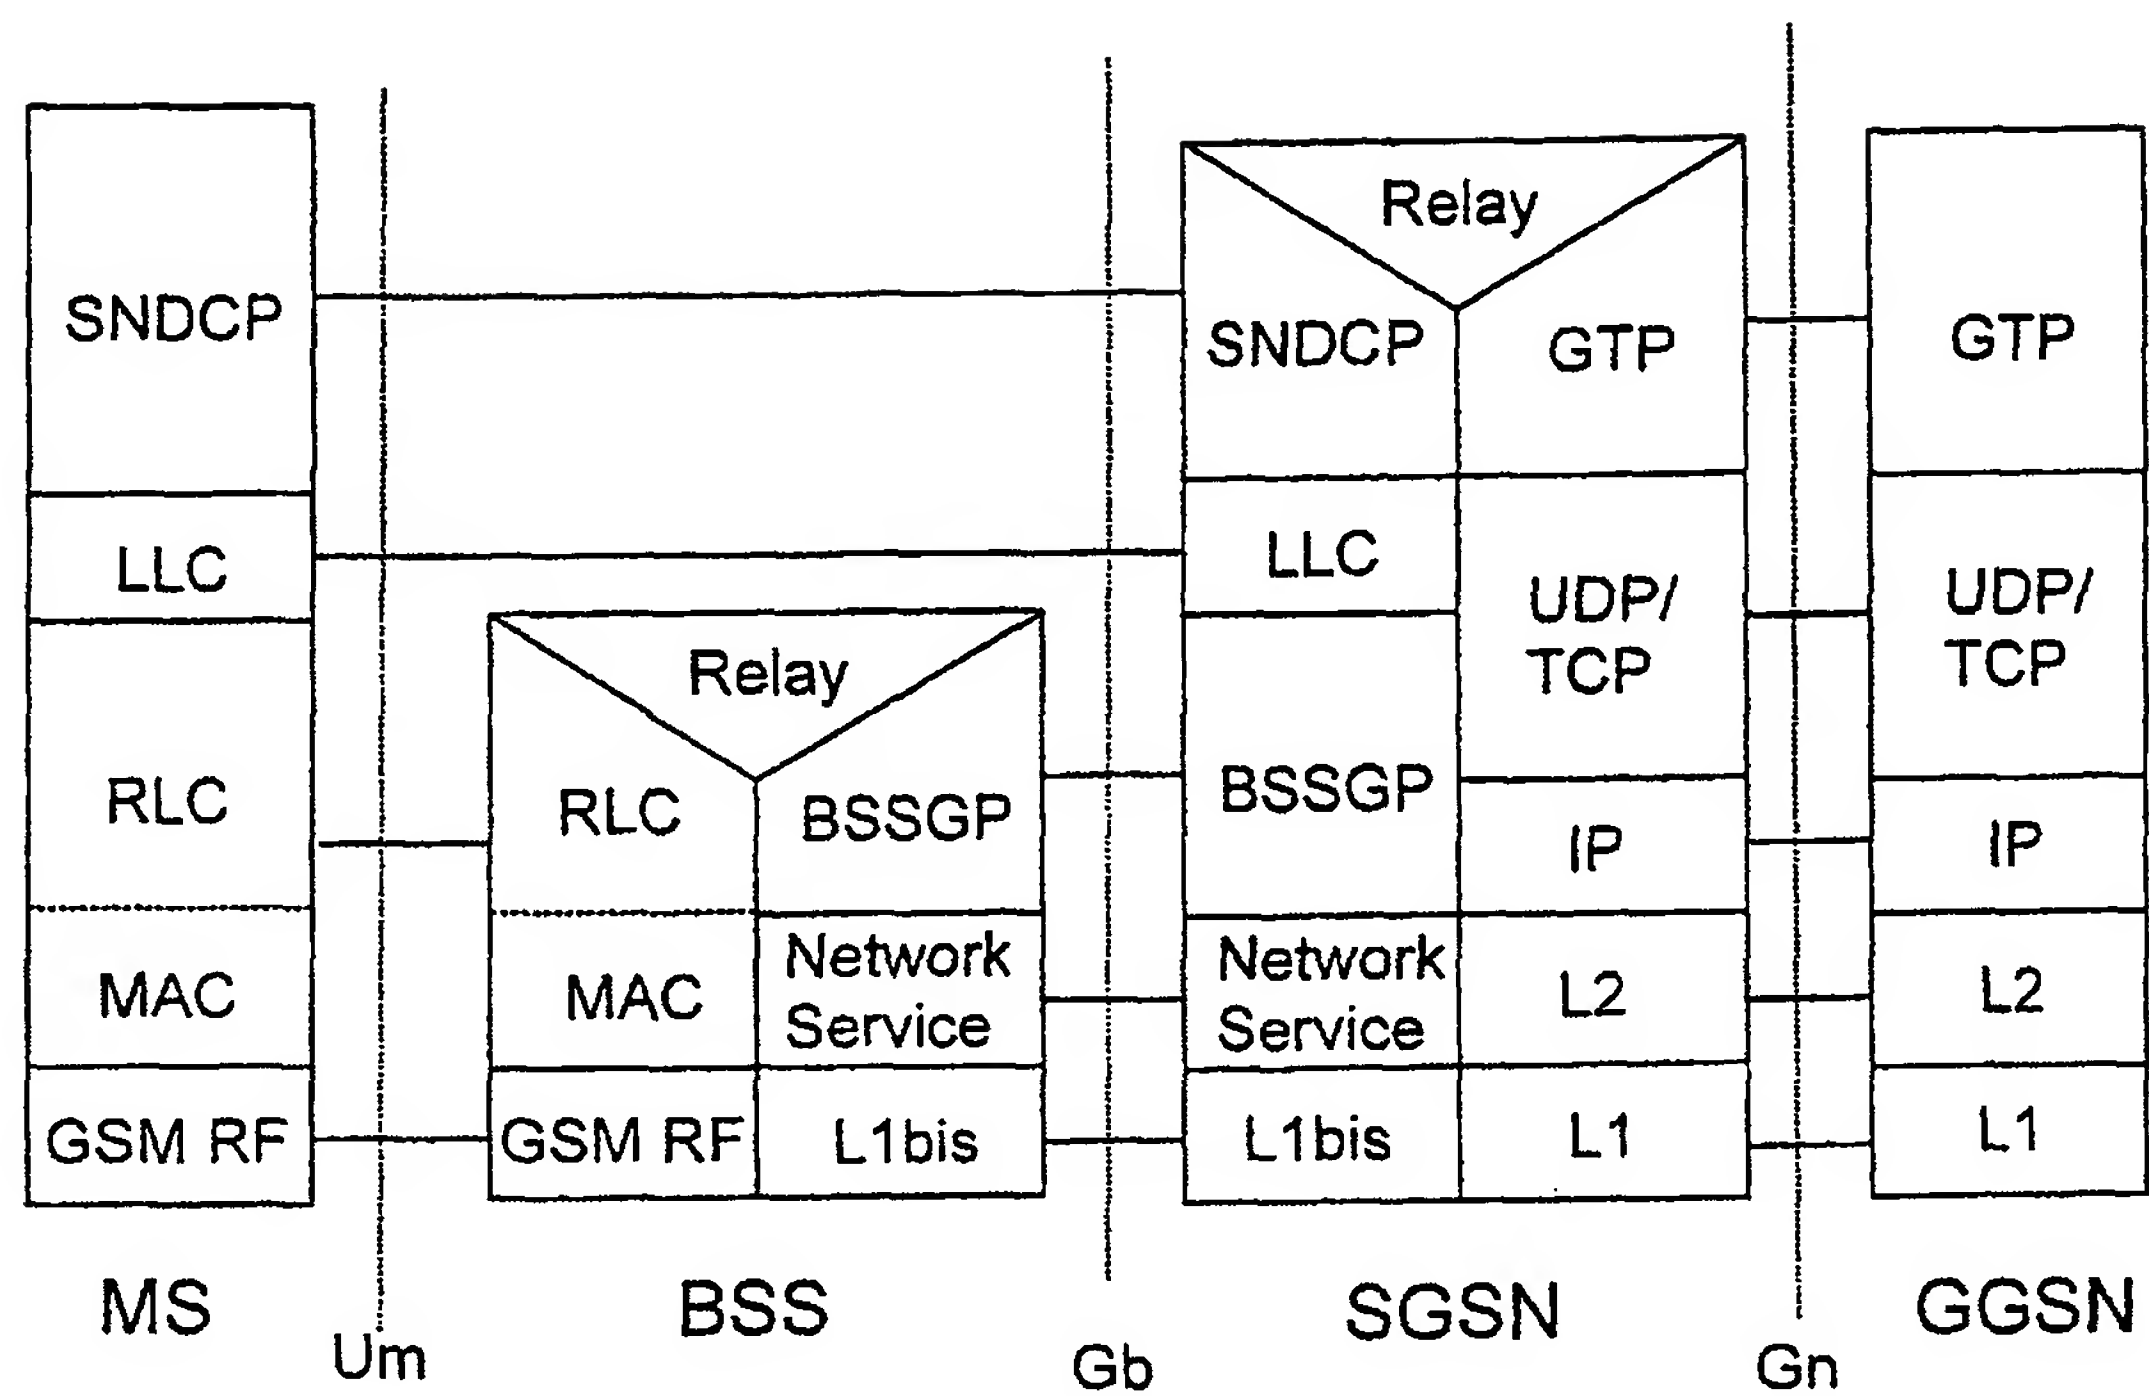 Relay
SNDCP
SNDCP
GTP
GTP
LLC
LLC
UDP/
TCP
UDP/
TCP
Relay
RLC
RLC
BSSGP
BSSGP
IP
IP
MAC
MAC
Network
Service
Network
Service
L2
L2
GSM RF
GSM RF
L1bis
L1bis
L1
L1
MS
BSS
SGSN
GGSN
Um
Gb
Gn